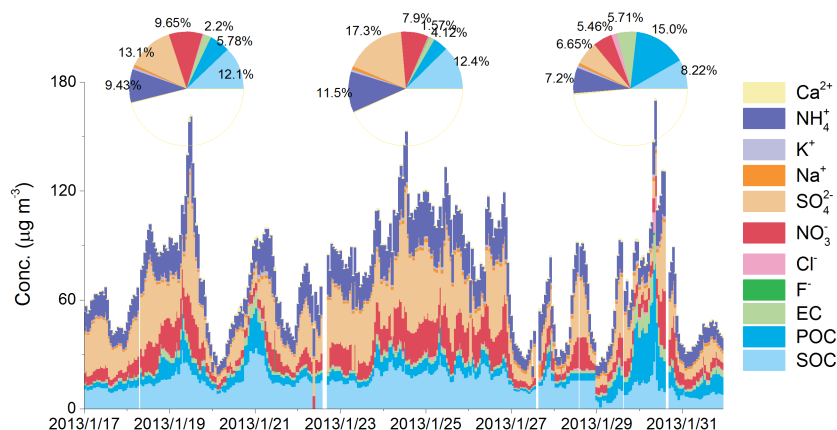 9.65%
2.2%
13.1%
5.78%
9.43%
12.1%
17.3%
7.9%
1.57%
4.12%
11.5%
12.4%
5.46%
5.71%
6.65%
15.0%
7.2%
8.22%
180
120
60
0
Conc. (µg m⁻³)
2013/1/17
2013/1/19
2013/1/21
2013/1/23
2013/1/25
2013/1/27
2013/1/29
2013/1/31
Ca²⁺
NH₄⁺
K⁺
Na⁺
SO₄²⁻
NO₃⁻
Cl⁻
F⁻
EC
POC
SOC